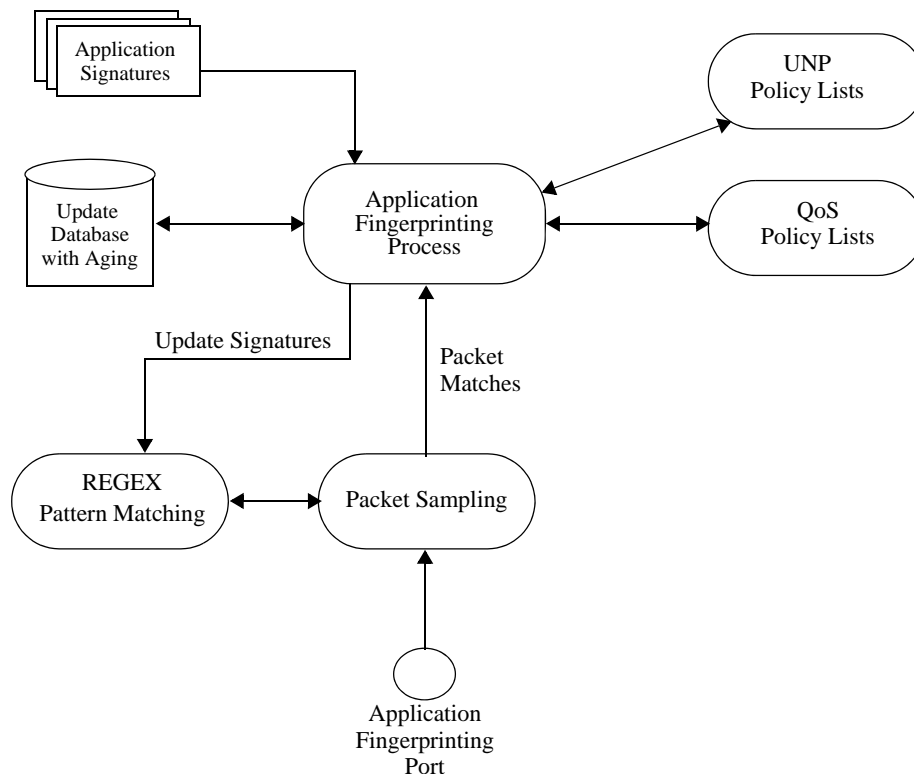 Application
Signatures
UNP
Policy Lists
Update
Database
with Aging
Application
Fingerprinting
Process
QoS
Policy Lists
Update Signatures
Packet
Matches
REGEX
Pattern Matching
Packet Sampling
Application
Fingerprinting
Port